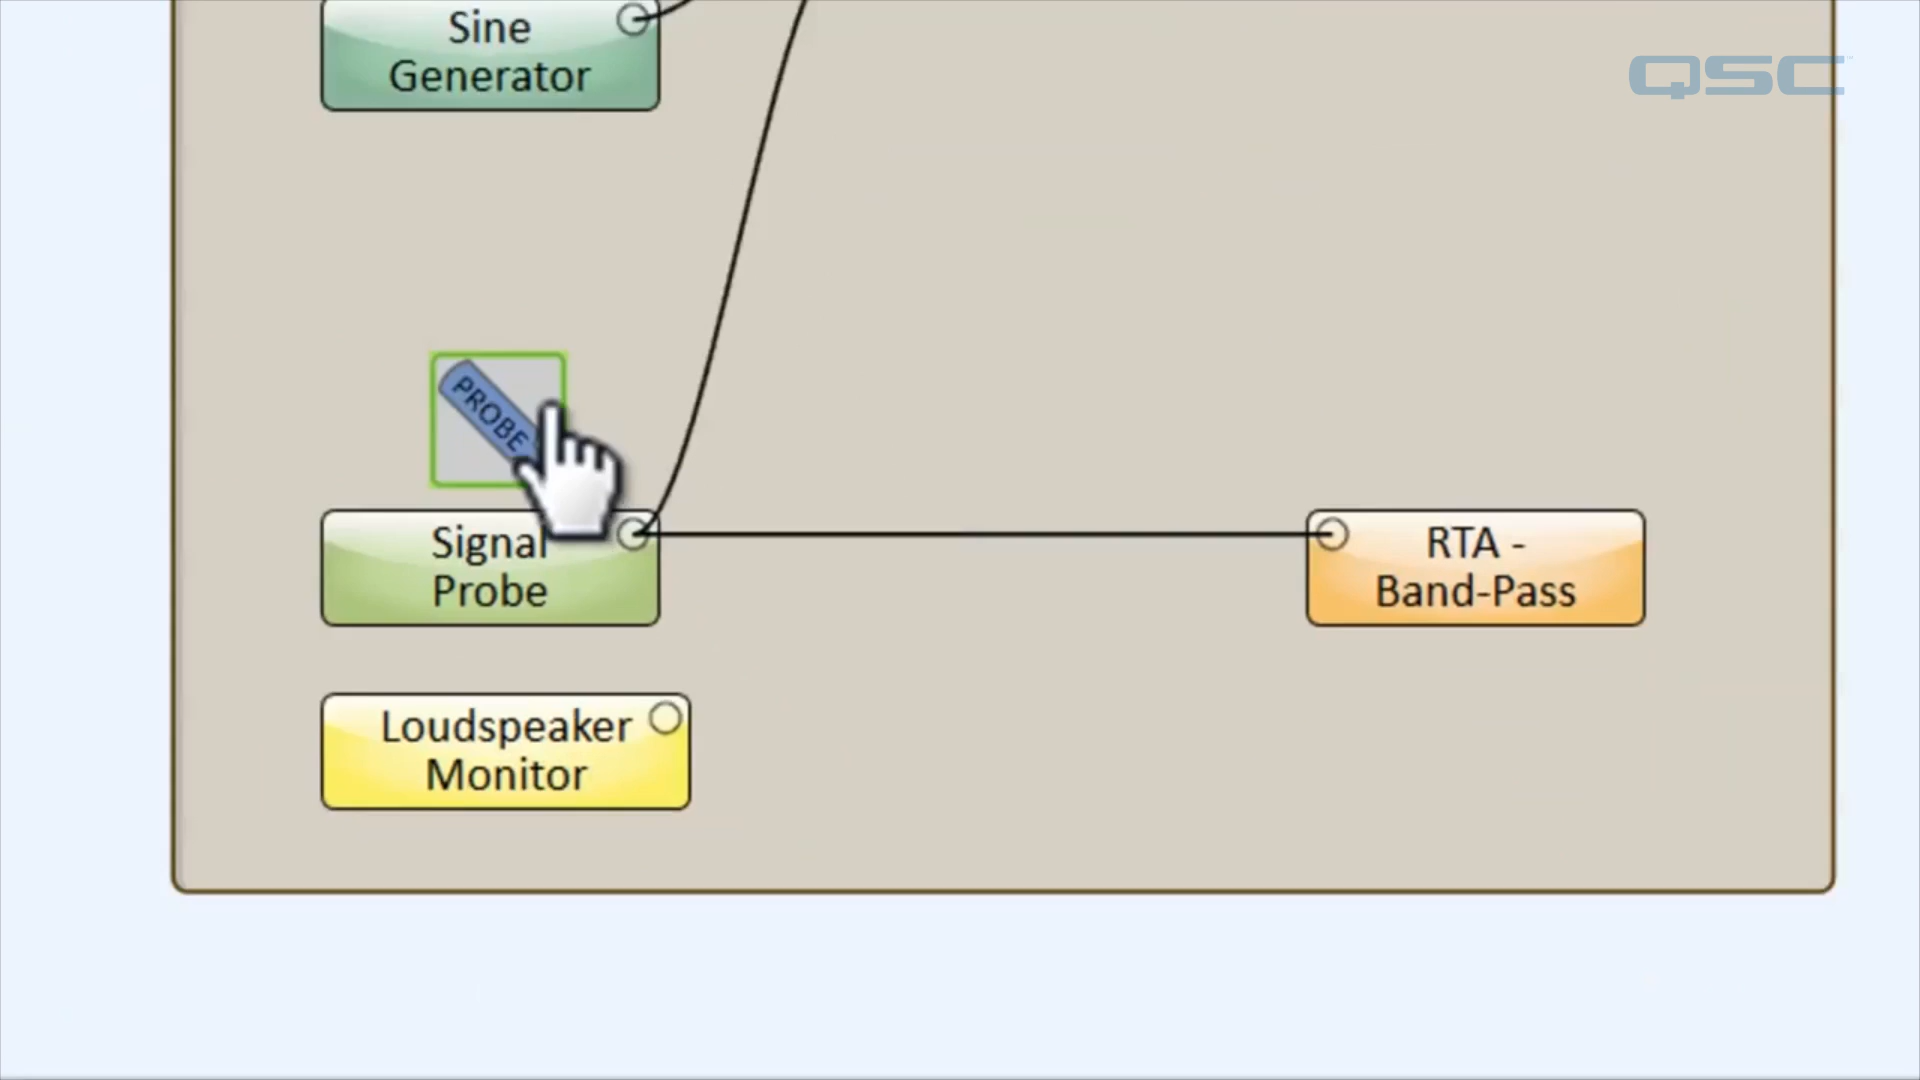 Sine
Generator
QSC
PROBE
Signal
Probe
RTA -
Band-Pass
Loudspeaker
Monitor